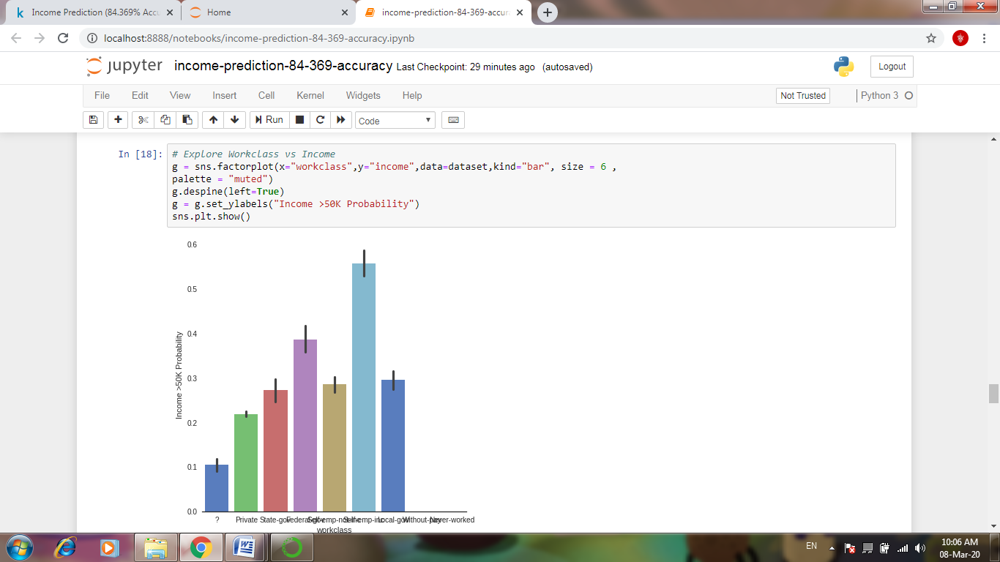 Income Prediction (84.369% Accu
Home
income-prediction-84-369-accura
localhost:8888/notebooks/income-prediction-84-369-accuracy.ipynb
jupyter income-prediction-84-369-accuracy Last Checkpoint: 29 minutes ago (autosaved)
Logout
File Edit View Insert Cell Kernel Widgets Help
Not Trusted
Python 3
Run
Code
In [18]:
# Explore Workclass vs Income
g = sns.factorplot(x="workclass",y="income",data=dataset,kind="bar", size = 6 ,
palette = "muted")
g.despine(left=True)
g = g.set_ylabels("Income >50K Probability")
sns.plt.show()
0.6
0.5
0.4
0.3
0.2
0.1
0.0
Income >50K Probability
? Private State-gov Federal-gov Self-emp-not-inc Self-emp-inc Local-gov Without-pay Never-worked
workclass
EN
10:06 AM
08-Mar-20